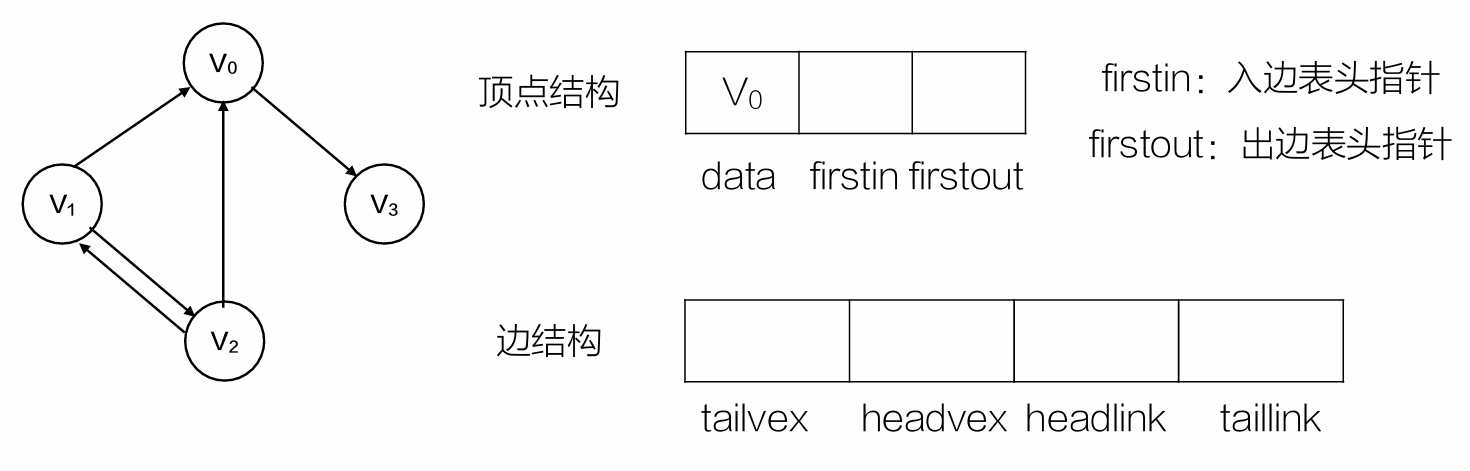 V₀
V₁
V₃
V₂
顶点结构
V₀
data firstin firstout
firstin：入边表头指针
firstout：出边表头指针
边结构
tailvex headvex headlink taillink